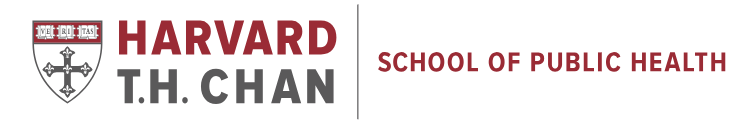 VE RI TAS
HARVARD
T.H. CHAN
SCHOOL OF PUBLIC HEALTH